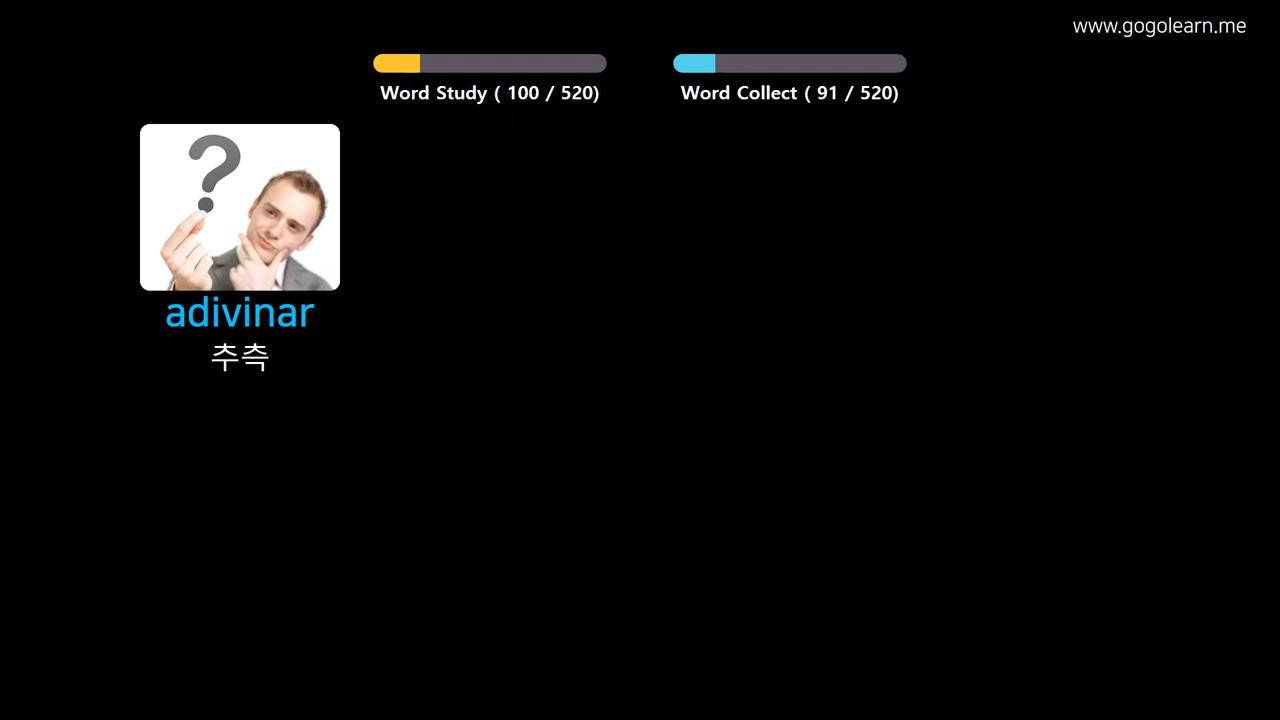 www.gogolearn.me
Word Study ( 100 / 520)
Word Collect ( 91 / 520)
?
adivinar
추측